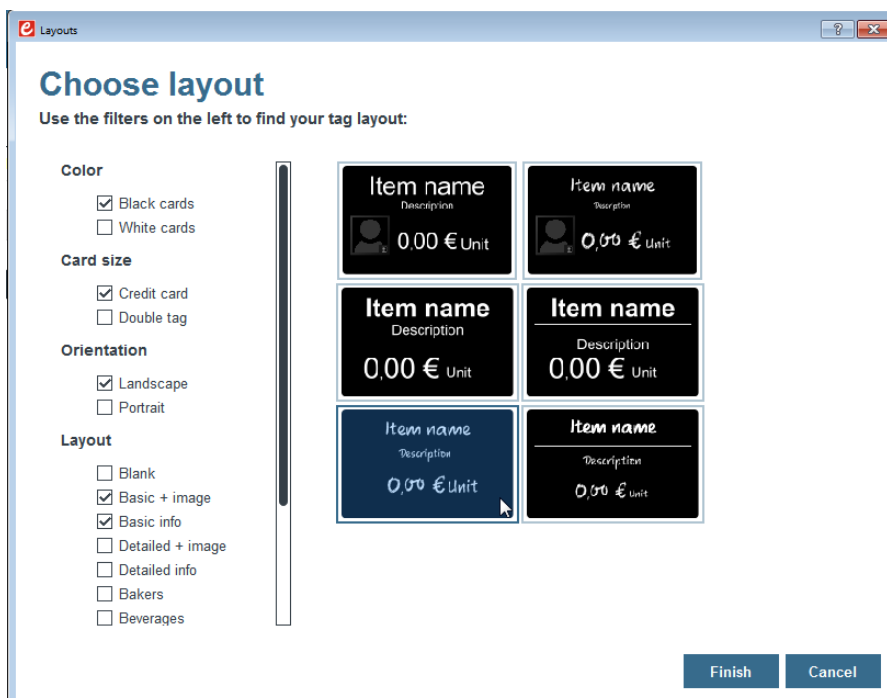 Layouts
Choose layout
Use the filters on the left to find your tag layout:
Color
Black cards
White cards
Card size
Credit card
Double tag
Orientation
Landscape
Portrait
Layout
Blank
Basic + image
Basic info
Detailed + image
Detailed info
Bakers
Beverages
Item name
Description
0,00 € Unit
Item name
Description
0,00 € Unit
Item name
Description
0,00 € Unit
Item name
Description
0,00 € Unit
Item name
Description
0,00 € Unit
Item name
Description
0,00 € Unit
Finish
Cancel